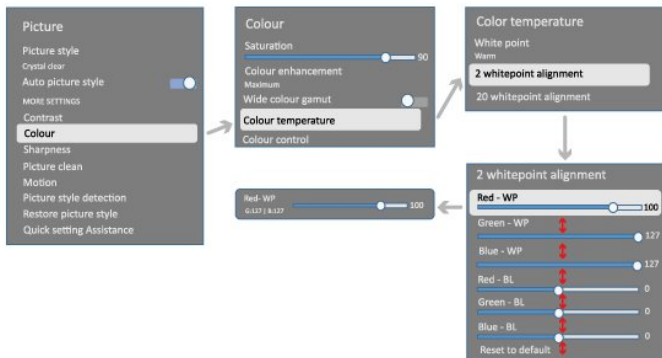 Picture
Picture style
Crystal clear
Auto picture style
MORE SETTINGS
Contrast
Colour
Sharpness
Picture clean
Motion
Picture style detection
Restore picture style
Quick setting Assistance
Colour
Saturation
90
Colour enhancement
Maximum
Wide colour gamut
Colour temperature
Colour control
Color temperature
White point
Warm
2 whitepoint alignment
20 whitepoint alignment
2 whitepoint alignment
Red - WP
100
Green - WP
127
Blue - WP
127
Red - BL
0
Green - BL
0
Blue - BL
0
Reset to default
Red- WP
G:127 | B:127
100